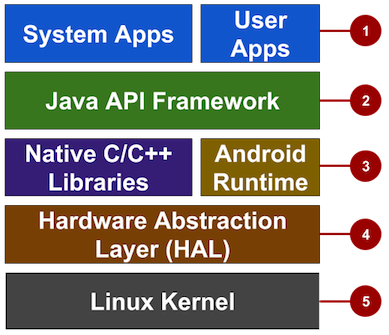 System Apps
User
Apps
1
Java API Framework
2
Native C/C++
Libraries
Android
Runtime
3
Hardware Abstraction
Layer (HAL)
4
Linux Kernel
5